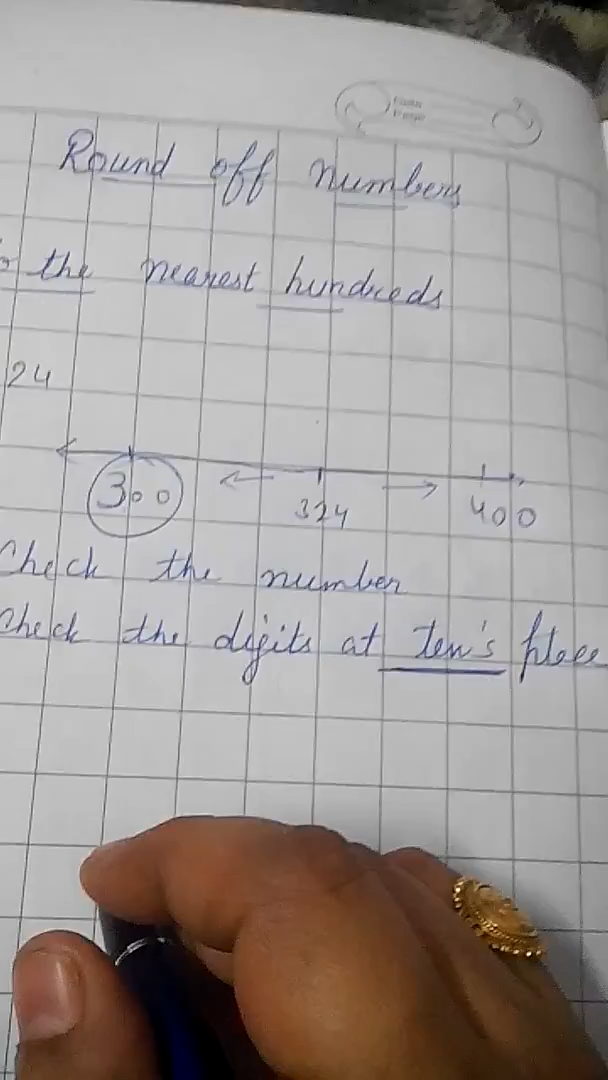 Round off numbers
the nearest hundreds
24
300 324 400
Check the number
Check the digits at ten's place